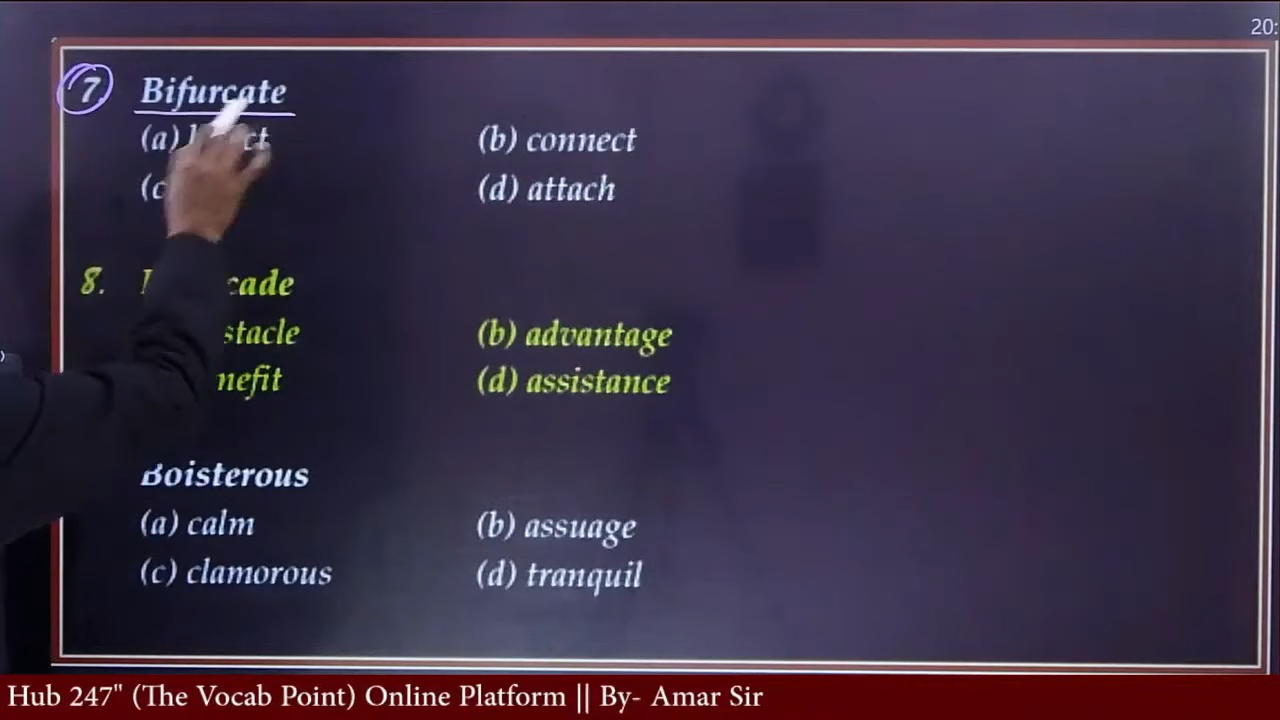 20:
7. Bifurcate
(a) (b) connect
(c (d) attach
8. cade
stacle (b) advantage
nefit (d) assistance
Boisterous
(a) calm (b) assuage
(c) clamorous (d) tranquil
Hub 247" (The Vocab Point) Online Platform || By- Amar Sir